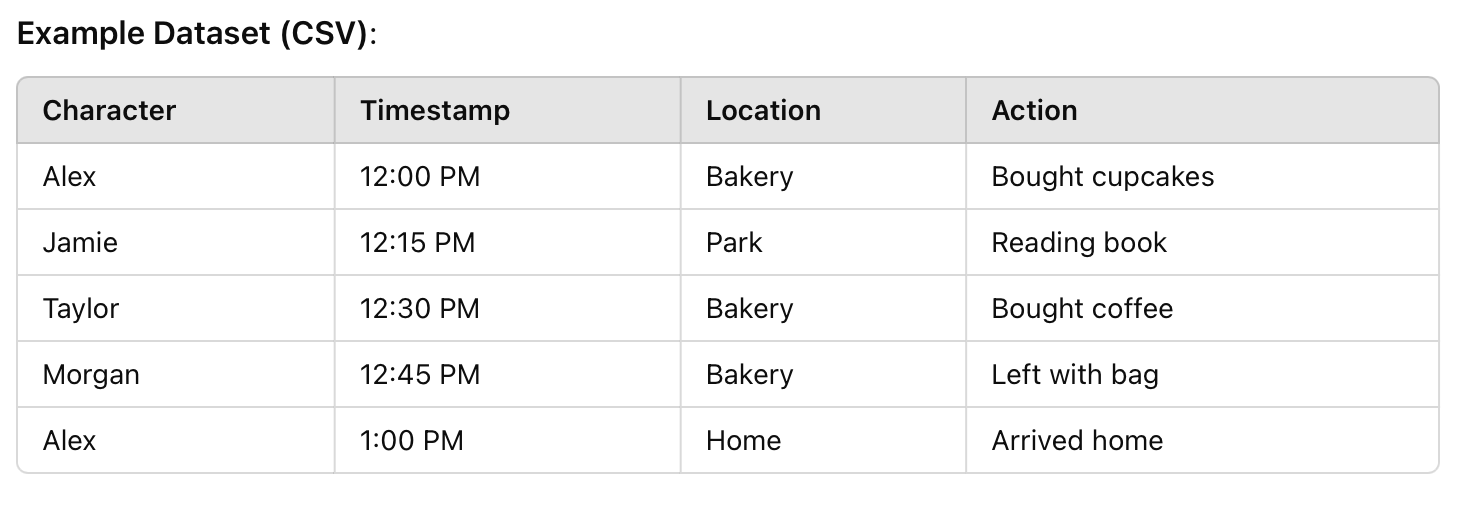 Example Dataset (CSV):
Character Timestamp Location Action
Alex 12:00 PM Bakery Bought cupcakes
Jamie 12:15 PM Park Reading book
Taylor 12:30 PM Bakery Bought coffee
Morgan 12:45 PM Bakery Left with bag
Alex 1:00 PM Home Arrived home